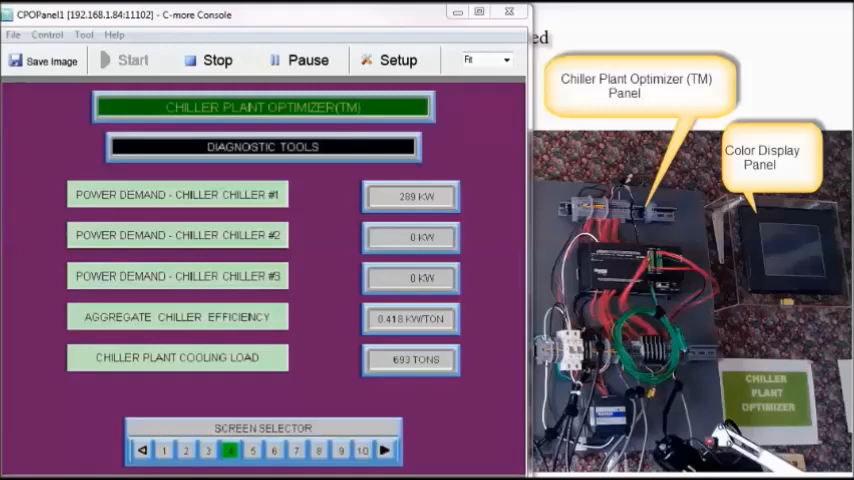 CPOPanel1 [192.168.1.84:11102] - C-more Console
File Control Tool Help
Save Image Start Stop Pause Setup Fit
CHILLER PLANT OPTIMIZER(TM)
DIAGNOSTIC TOOLS
POWER DEMAND - CHILLER CHILLER #1 289 KW
POWER DEMAND - CHILLER CHILLER #2 0 KW
POWER DEMAND - CHILLER CHILLER #3 0 KW
AGGREGATE CHILLER EFFICIENCY 0.418 KW/TON
CHILLER PLANT COOLING LOAD 693 TONS
SCREEN SELECTOR
1 2 3 4 5 6 7 8 9 10
ed
Chiller Plant Optimizer (TM)
Panel
Color Display
Panel
CHILLER
PLANT
OPTIMIZER